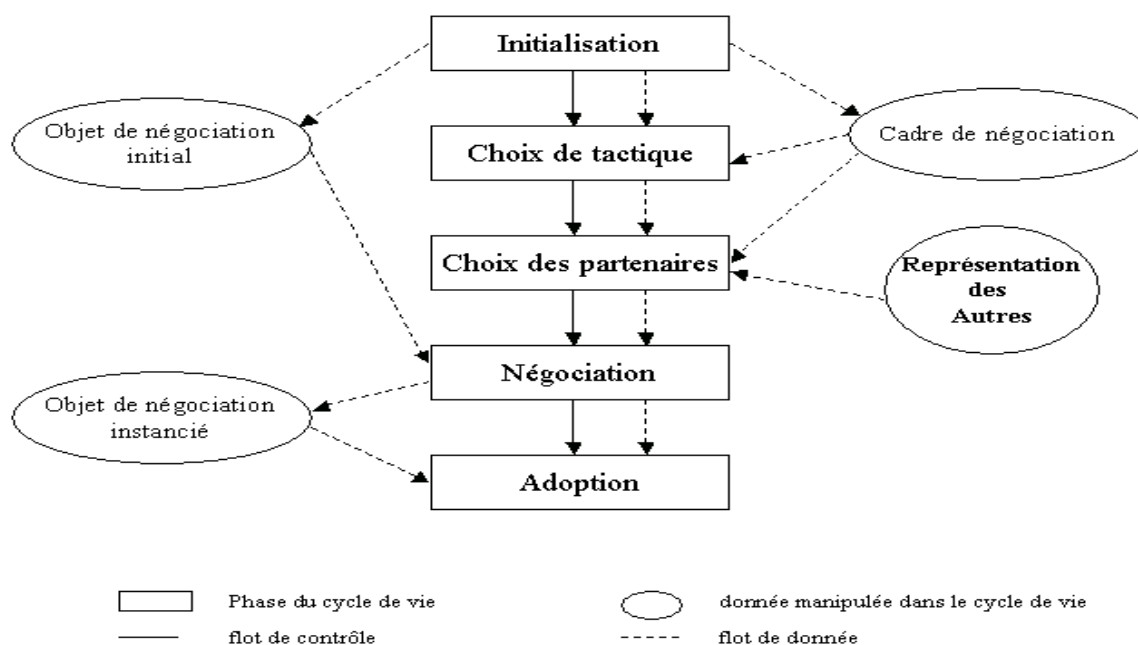 Initialisation
Objet de négociation
initial
Cadre de négociation
Choix de tactique
Choix des partenaires
Représentation
des
Autres
Négociation
Objet de négociation
instancié
Adoption
Phase du cycle de vie
donnée manipulée dans le cycle de vie
flot de contrôle
flot de donnée